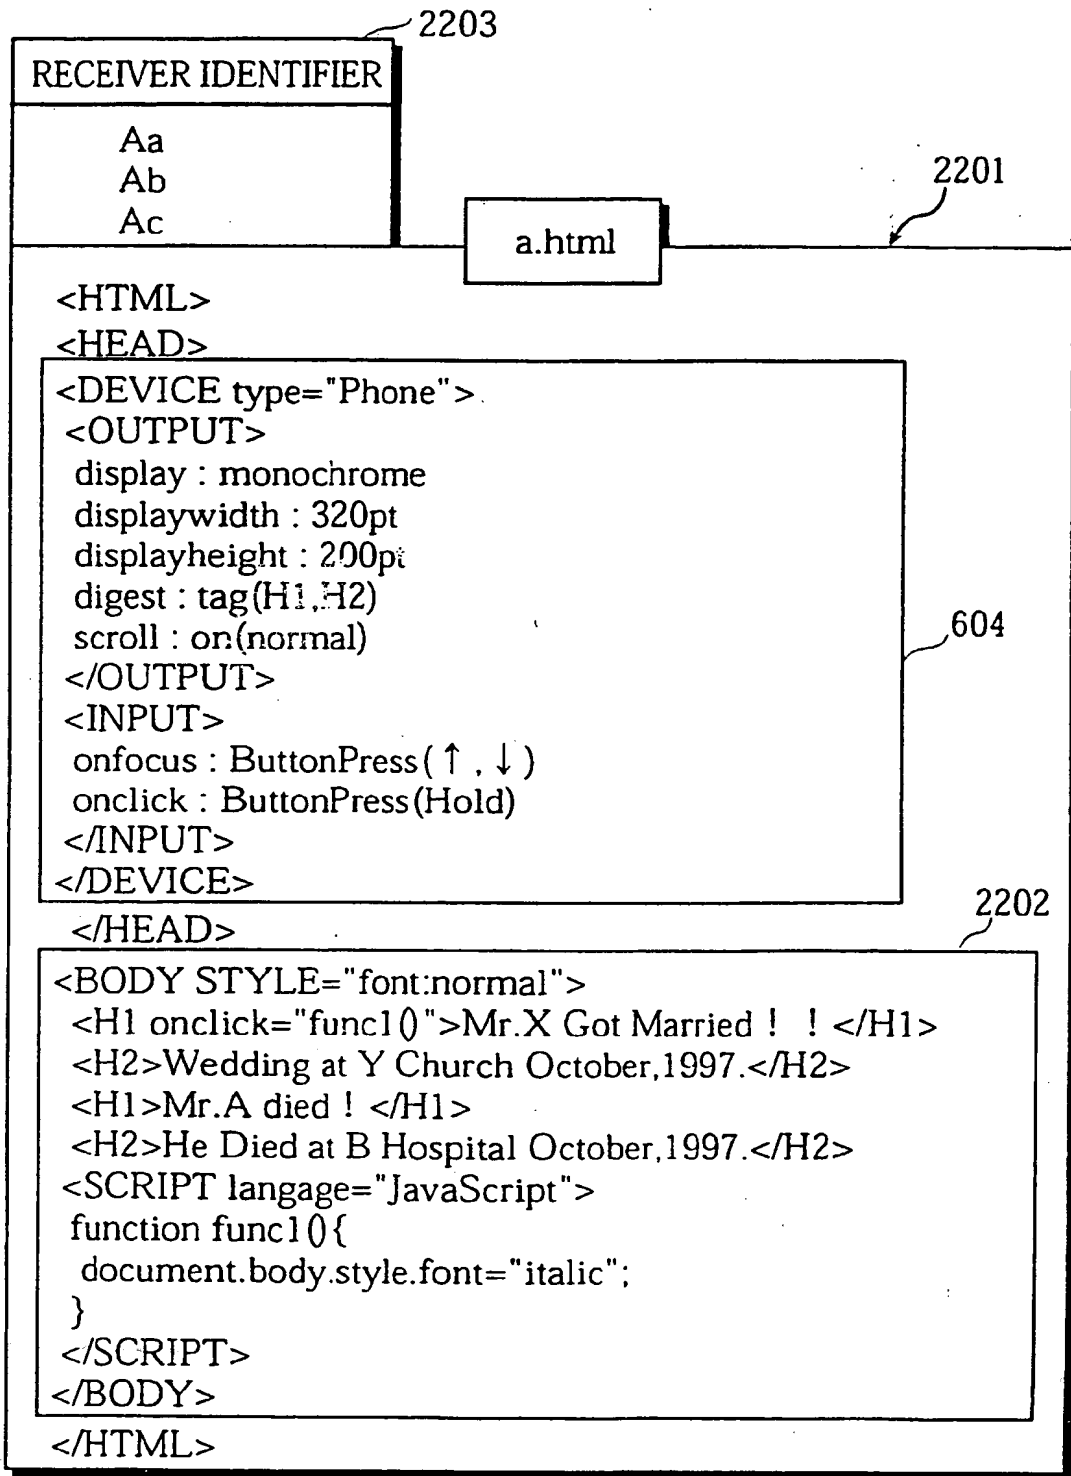 2203
RECEIVER IDENTIFIER
Aa
Ab
Ac
2201
a.html
<HTML>
<HEAD>
<DEVICE type="Phone">
<OUTPUT>
display : monochrome
displaywidth : 320pt
displayheight : 200pt
digest : tag(H1,H2)
scroll : on(normal)
</OUTPUT>
604
<INPUT>
onfocus : ButtonPress(↑,↓)
onclick : ButtonPress(Hold)
</INPUT>
</DEVICE>
</HEAD>
2202
<BODY STYLE="font:normal">
<H1 onclick="func1()">Mr.X Got Married ! ! </H1>
<H2>Wedding at Y Church October,1997.</H2>
<H1>Mr.A died ! </H1>
<H2>He Died at B Hospital October,1997.</H2>
<SCRIPT langage="JavaScript">
function func1(){
document.body.style.font="italic";
}
</SCRIPT>
</BODY>
</HTML>